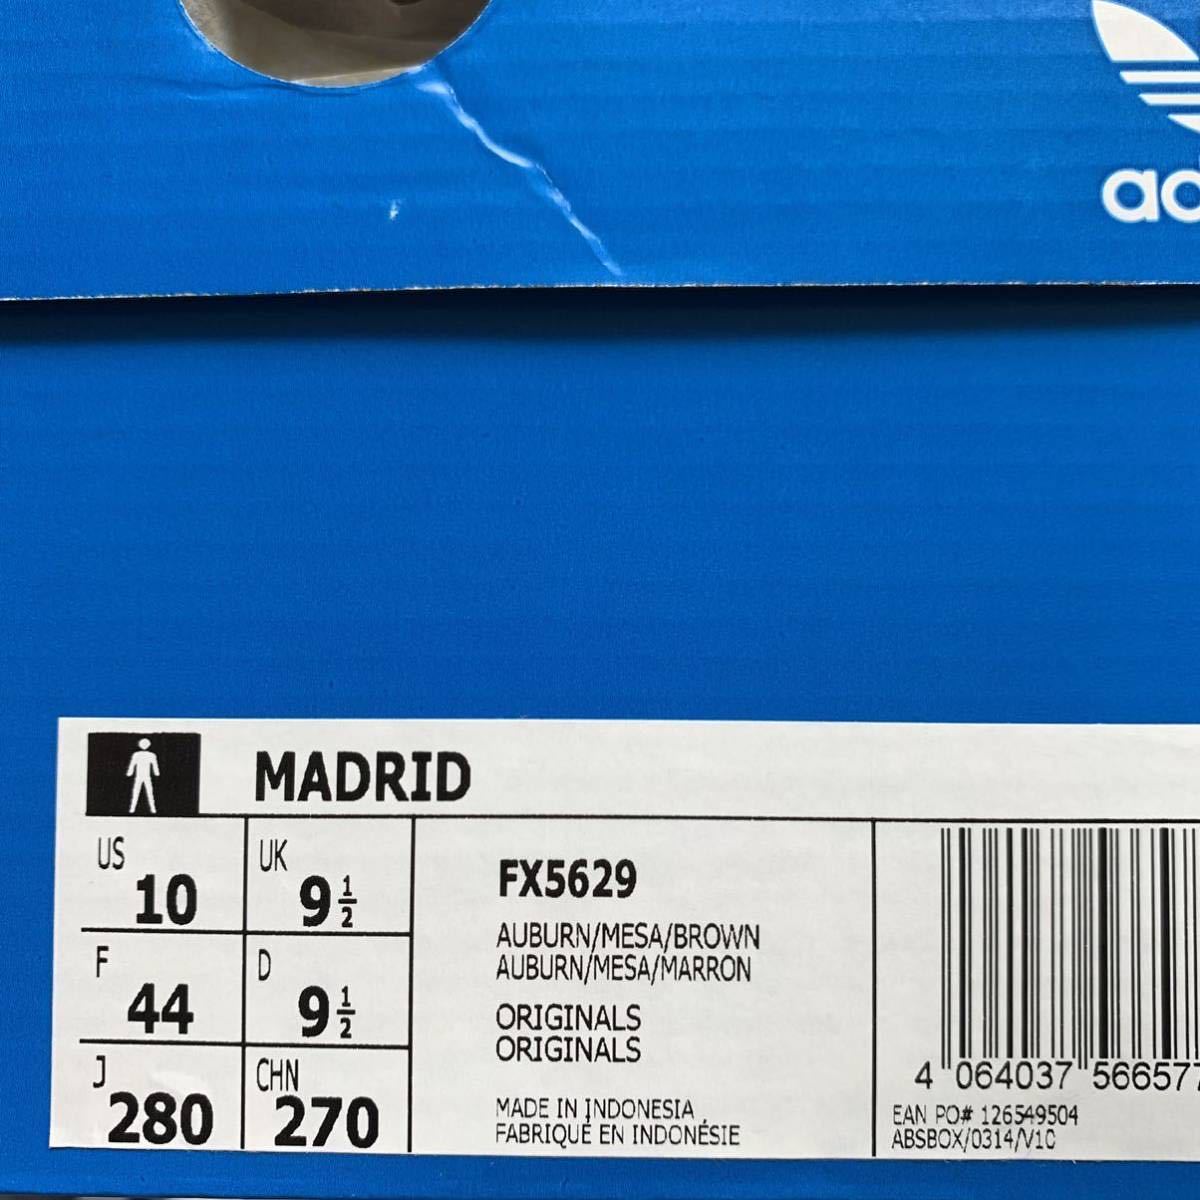 ad
MADRID
US 10
UK 9 1/2
F 44
D 9 1/2
J 280
CHN 270
FX5629
AUBURN/MESA/BROWN
AUBURN/MESA/MARRON
ORIGINALS
ORIGINALS
MADE IN INDONESIA
FABRIQUÉ EN INDONÉSIE
4 064037 566577
EAN PO# 126549504
ABSBOX/0314/V10